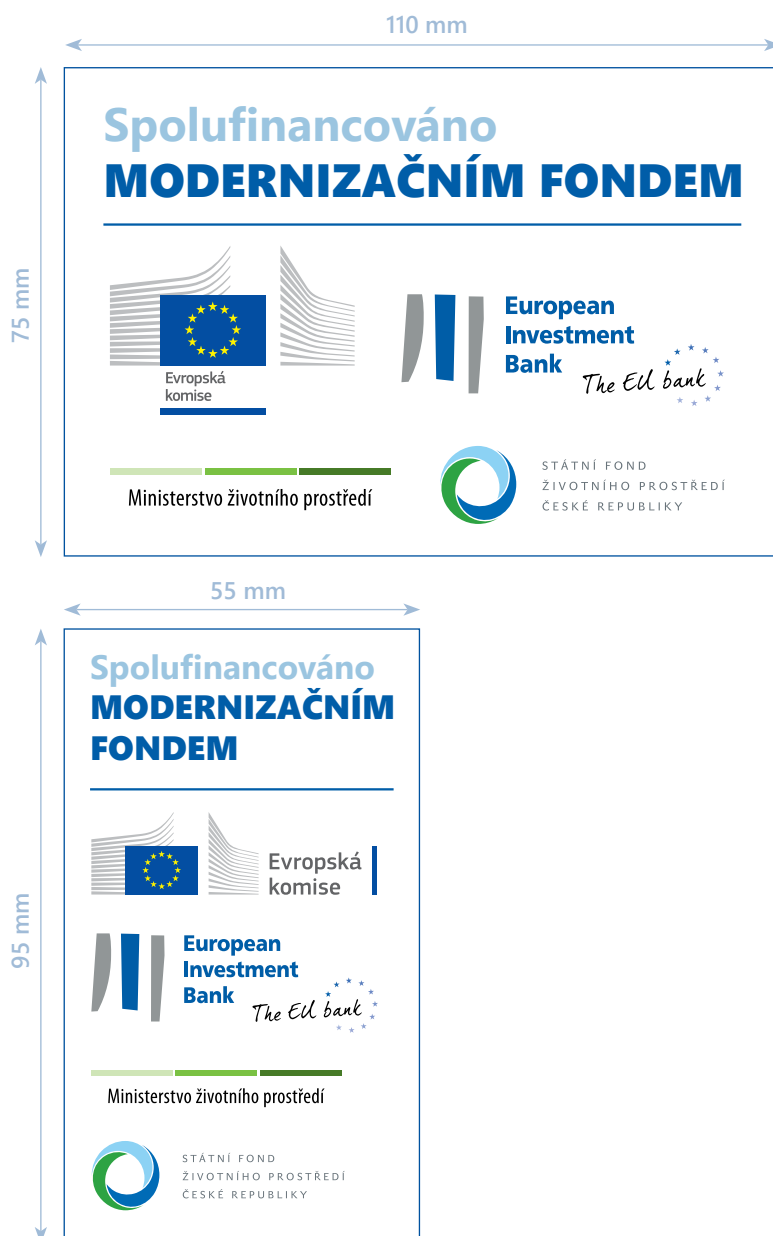 110 mm
75 mm
Spolufinancováno
MODERNIZAČNÍM FONDEM
Evropská
komise
European
Investment
Bank
The EU bank
Ministerstvo životního prostředí
STÁTNÍ FOND
ŽIVOTNÍHO PROSTŘEDÍ
ČESKÉ REPUBLIKY
55 mm
95 mm
Spolufinancováno
MODERNIZAČNÍM
FONDEM
Evropská
komise
European
Investment
Bank
The EU bank
Ministerstvo životního prostředí
STÁTNÍ FOND
ŽIVOTNÍHO PROSTŘEDÍ
ČESKÉ REPUBLIKY